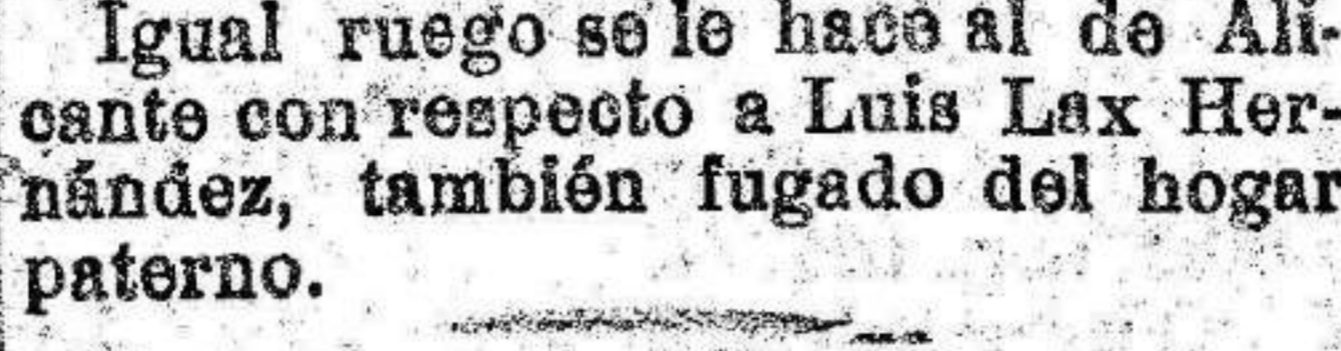 Igual ruego se le hace al de Ali-
cante con respecto a Luis Lax Her-
nández, también fugado del hogar
paterno.